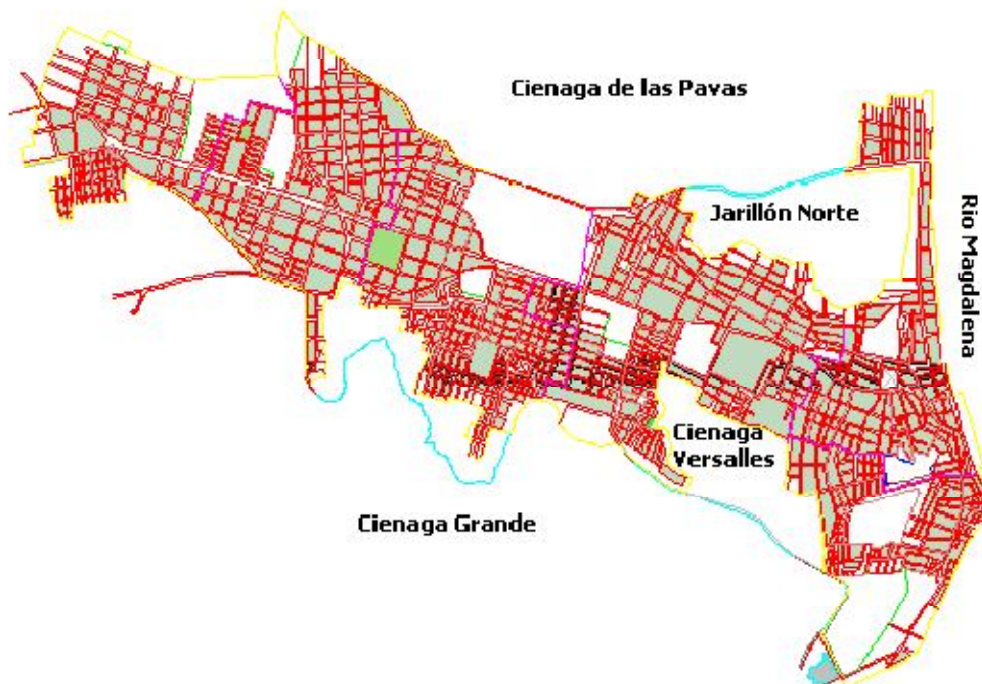 Cienaga de las Pavas
Jarillón Norte
Rio Magdalena
Cienaga
Versalles
Cienaga Grande